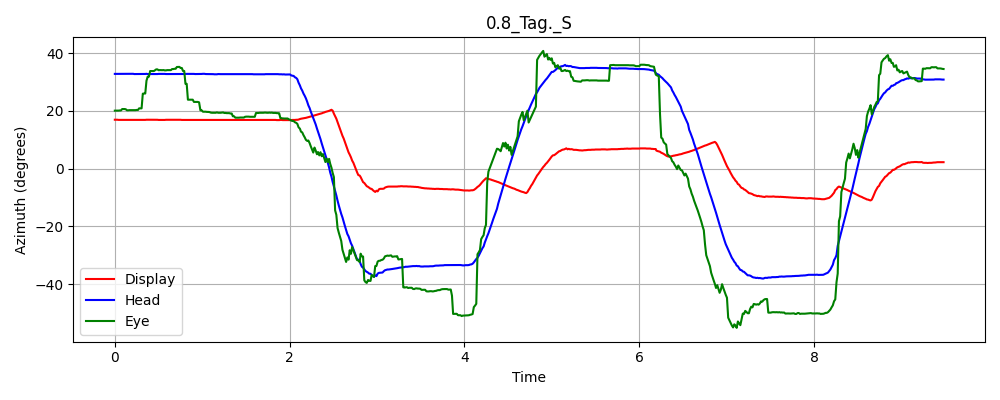 0.8_Tag._S
Azimuth (degrees)
40
20
0
−20
−40
Display
Head
Eye
0 2 4 6 8
Time